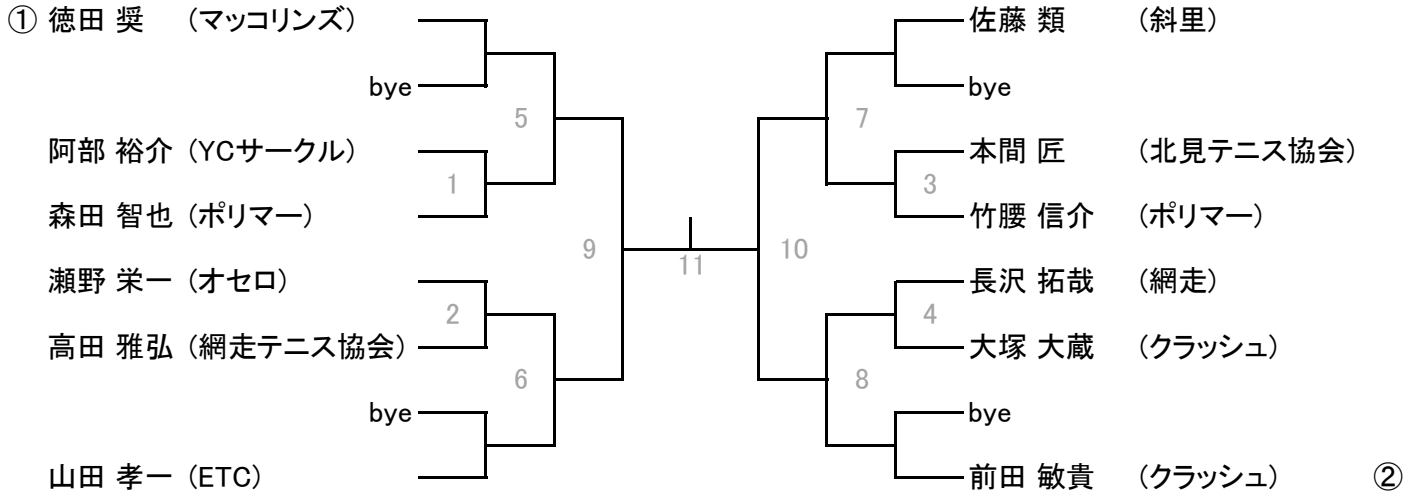 ① 徳田 奨 (マッコリンズ)
bye
5
阿部 裕介 (YCサークル)
1
森田 智也 (ポリマー)
9
瀬野 栄一 (オセロ)
2
高田 雅弘 (網走テニス協会)
6
bye
山田 孝一 (ETC)
11
佐藤 類 (斜里)
bye
7
本間 匠 (北見テニス協会)
3
竹腰 信介 (ポリマー)
10
長沢 拓哉 (網走)
4
大塚 大蔵 (クラッシュ)
8
bye
前田 敏貴 (クラッシュ) ②